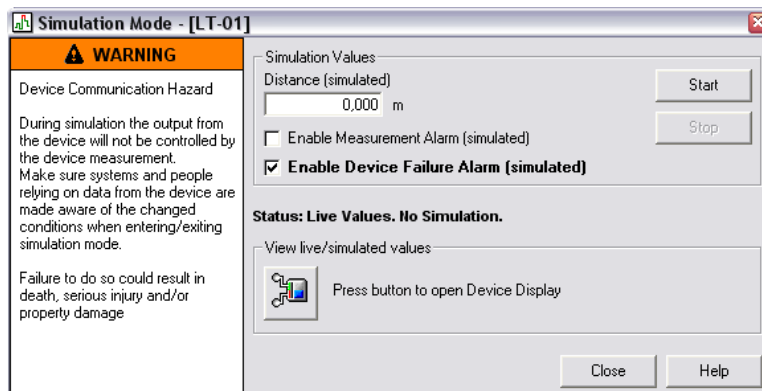 Simulation Mode - [LT-01]
WARNING
Device Communication Hazard
During simulation the output from
the device will not be controlled by
the device measurement.
Make sure systems and people
relying on data from the device are
made aware of the changed
conditions when entering/exiting
simulation mode.
Failure to do so could result in
death, serious injury and/or
property damage
Simulation Values
Distance (simulated)
0,000 m
Enable Measurement Alarm (simulated)
Enable Device Failure Alarm (simulated)
Start
Stop
Status: Live Values. No Simulation.
View live/simulated values
Press button to open Device Display
Close
Help